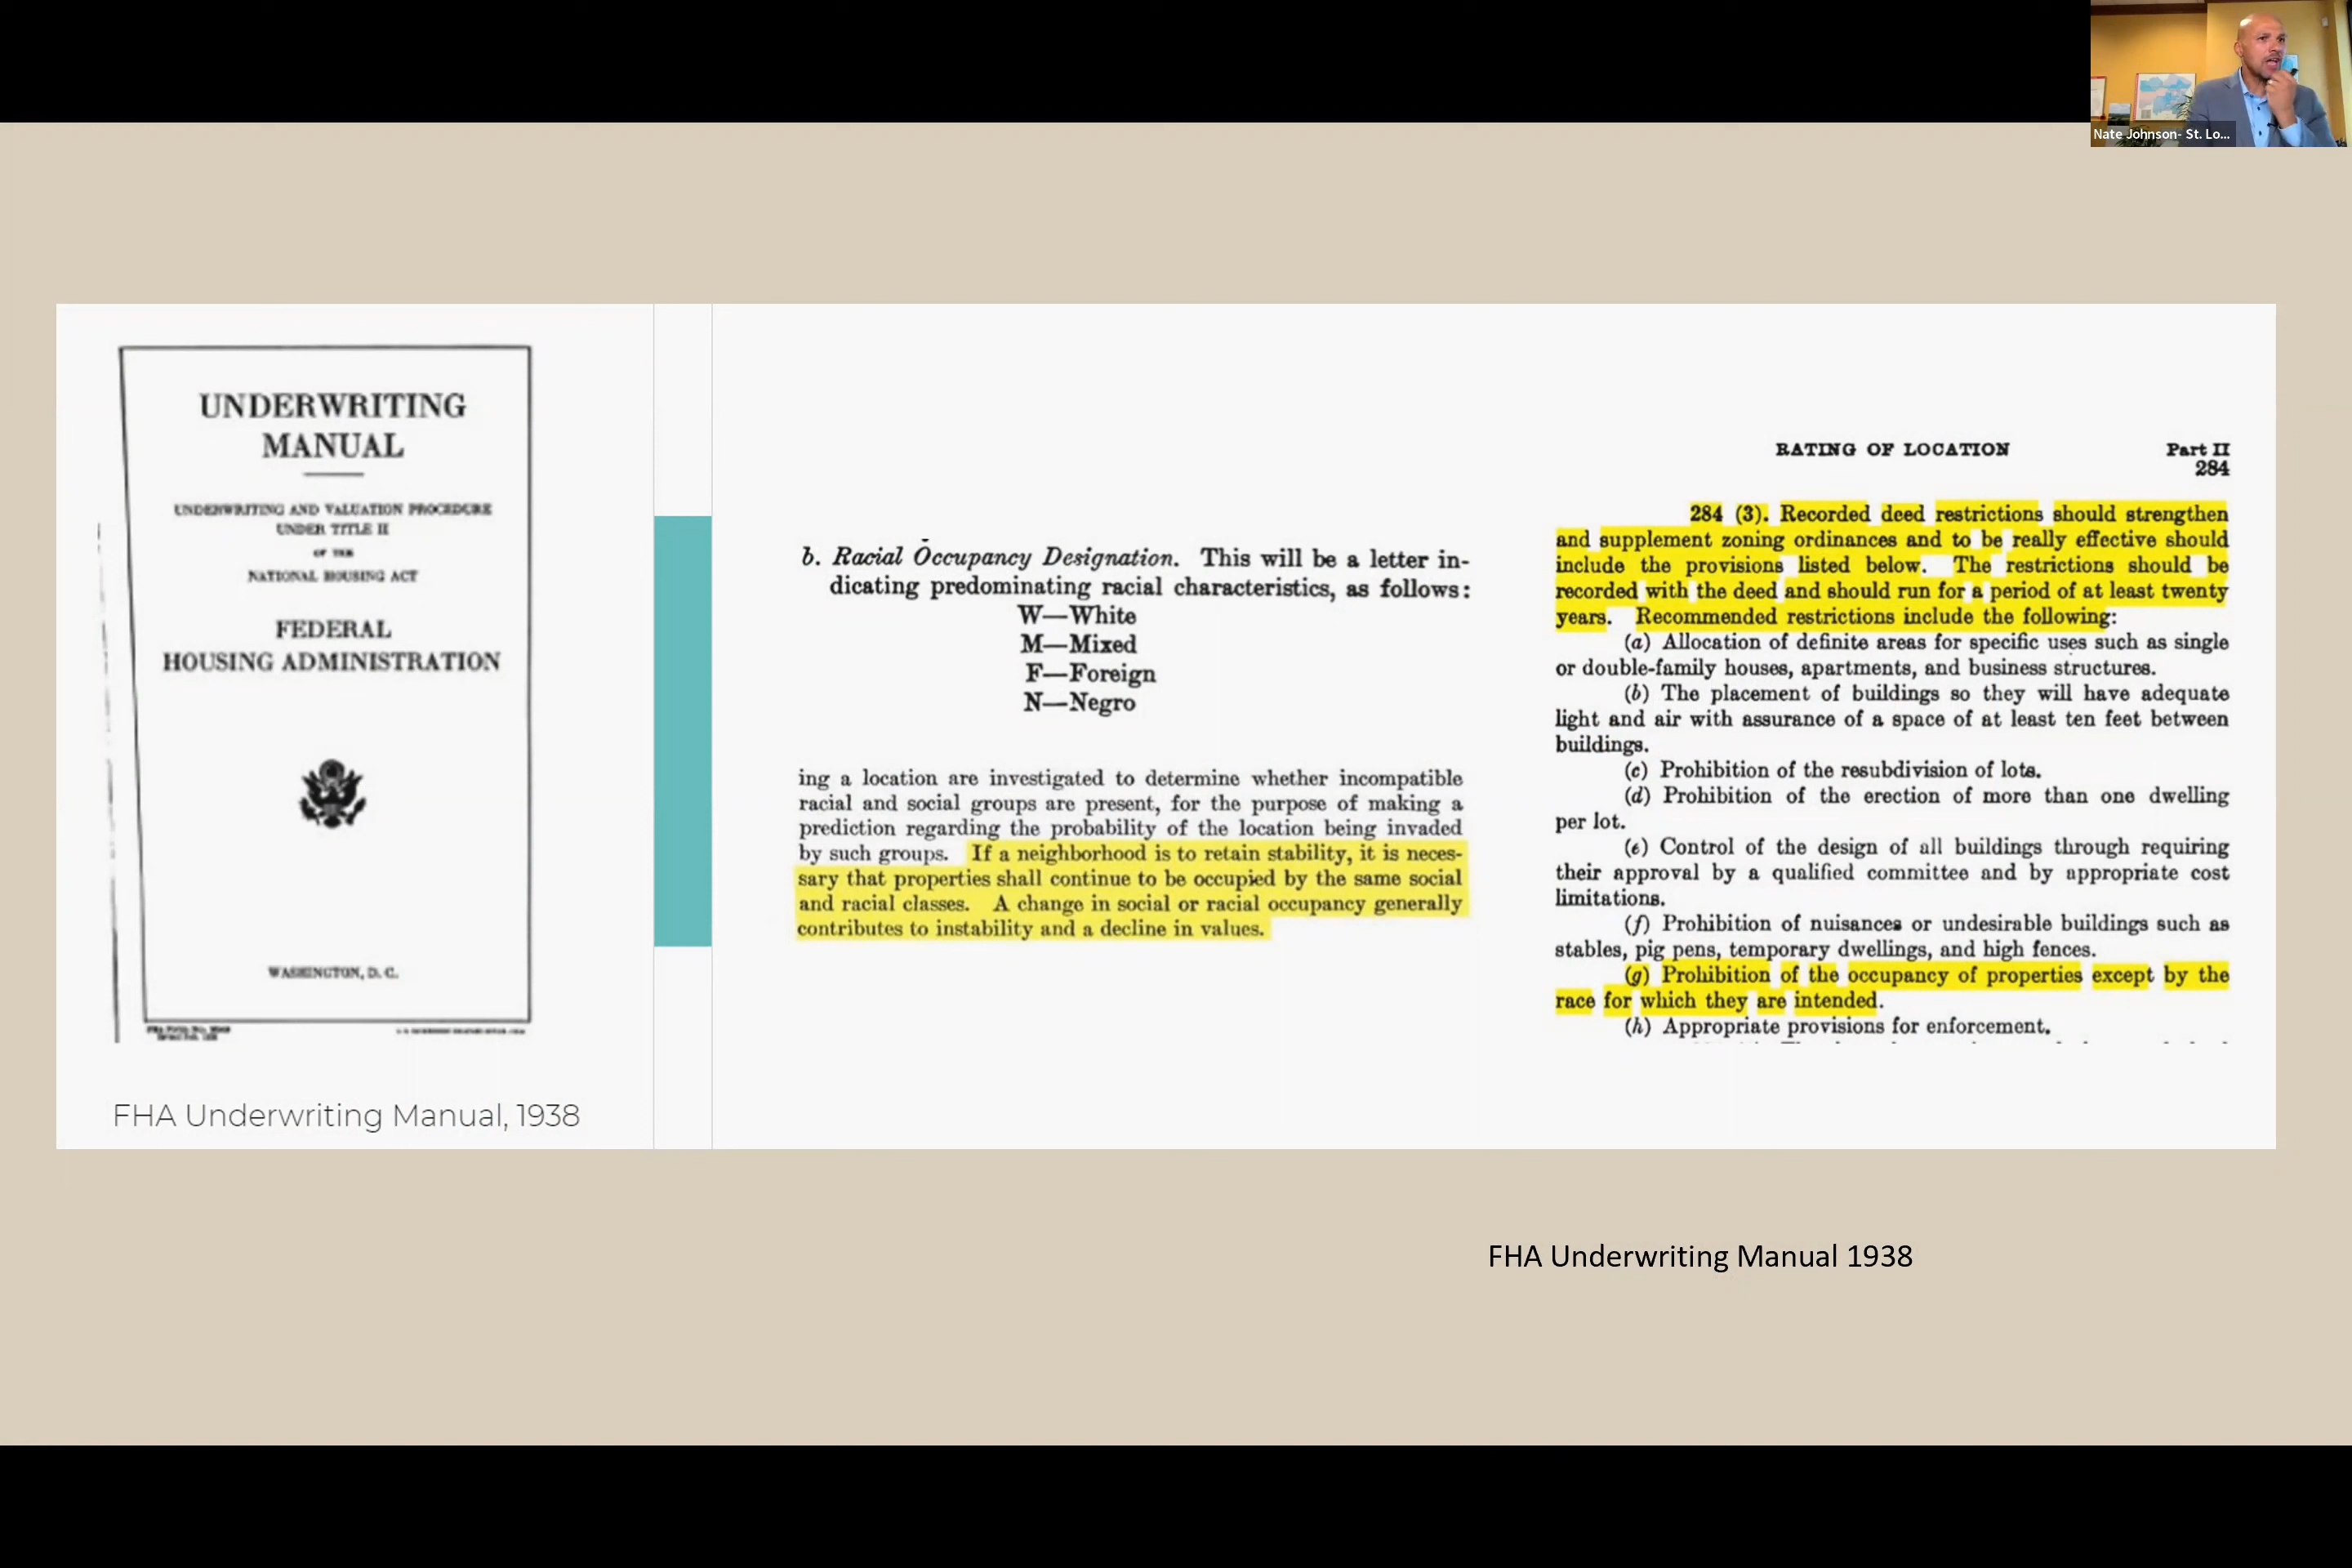 Nate Johnson- St. Lo...
UNDERWRITING
MANUAL
UNDERWRITING AND VALUATION PROCEDURE
UNDER TITLE II
OF THE
NATIONAL HOUSING ACT
FEDERAL
HOUSING ADMINISTRATION
WASHINGTON, D. C.
FHA Underwriting Manual, 1938
b. Racial Occupancy Designation. This will be a letter in-
dicating predominating racial characteristics, as follows:
W—White
M—Mixed
F—Foreign
N—Negro
ing a location are investigated to determine whether incompatible
racial and social groups are present, for the purpose of making a
prediction regarding the probability of the location being invaded
by such groups. If a neighborhood is to retain stability, it is neces-
sary that properties shall continue to be occupied by the same social
and racial classes. A change in social or racial occupancy generally
contributes to instability and a decline in values.
RATING OF LOCATION Part II
284
284 (3). Recorded deed restrictions should strengthen
and supplement zoning ordinances and to be really effective should
include the provisions listed below. The restrictions should be
recorded with the deed and should run for a period of at least twenty
years. Recommended restrictions include the following:
(a) Allocation of definite areas for specific uses such as single
or double-family houses, apartments, and business structures.
(b) The placement of buildings so they will have adequate
light and air with assurance of a space of at least ten feet between
buildings.
(c) Prohibition of the resubdivision of lots.
(d) Prohibition of the erection of more than one dwelling
per lot.
(e) Control of the design of all buildings through requiring
their approval by a qualified committee and by appropriate cost
limitations.
(f) Prohibition of nuisances or undesirable buildings such as
stables, pig pens, temporary dwellings, and high fences.
(g) Prohibition of the occupancy of properties except by the
race for which they are intended.
(h) Appropriate provisions for enforcement.
FHA Underwriting Manual 1938